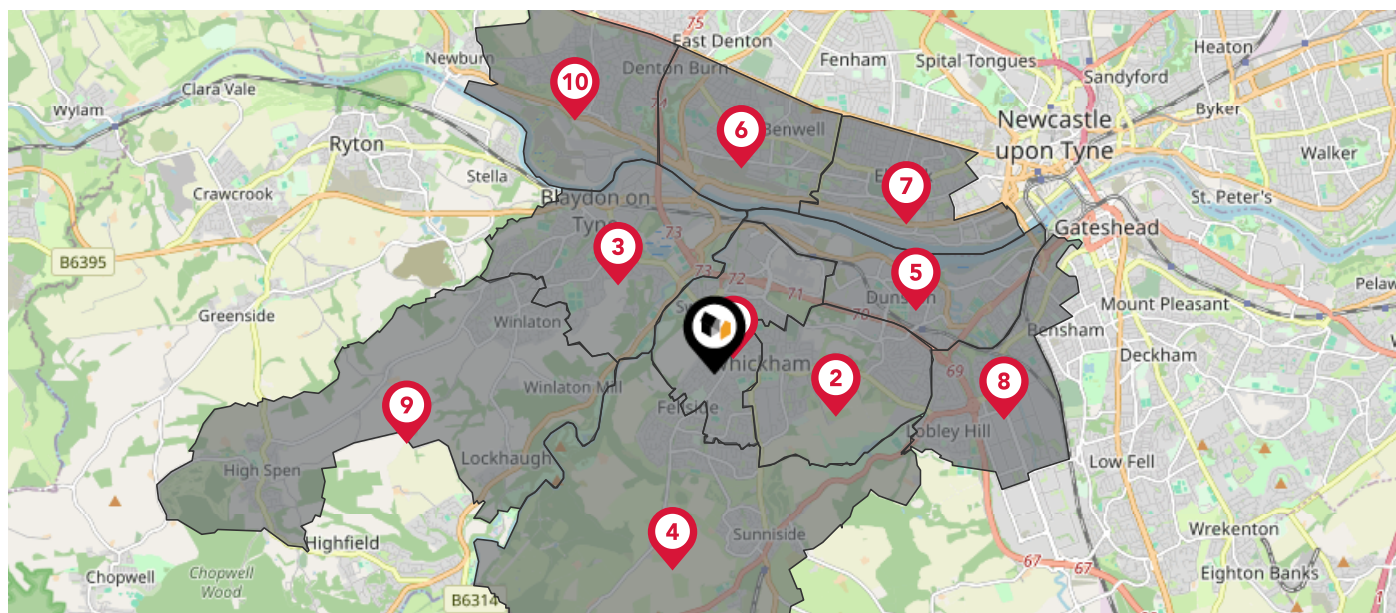 75
East Denton
Heaton
Newburn
Denton Burn
Fenham
Spital Tongues
Sandyford
10
Clara Vale
74
Byker
Wylam
6
Benwell
Newcastle
upon Tyne
Ryton
Walker
Stella
7
Crawcrook
Blaydon on
Tyne
St. Peter's
Gateshead
73
3
B6395
73
72
5
Pelaw
71
Dunston
Mount Pleasant
Greenside
70
Winlaton
Bensham
Deckham
Whickham
69
2
8
Winlaton Mill
9
Fellside
Lobley Hill
Lockhaugh
Low Fell
High Spen
4
Sunniside
Wrekenton
Highfield
67
67
Eighton Banks
Chopwell
Chopwell
Wood
B6314
1